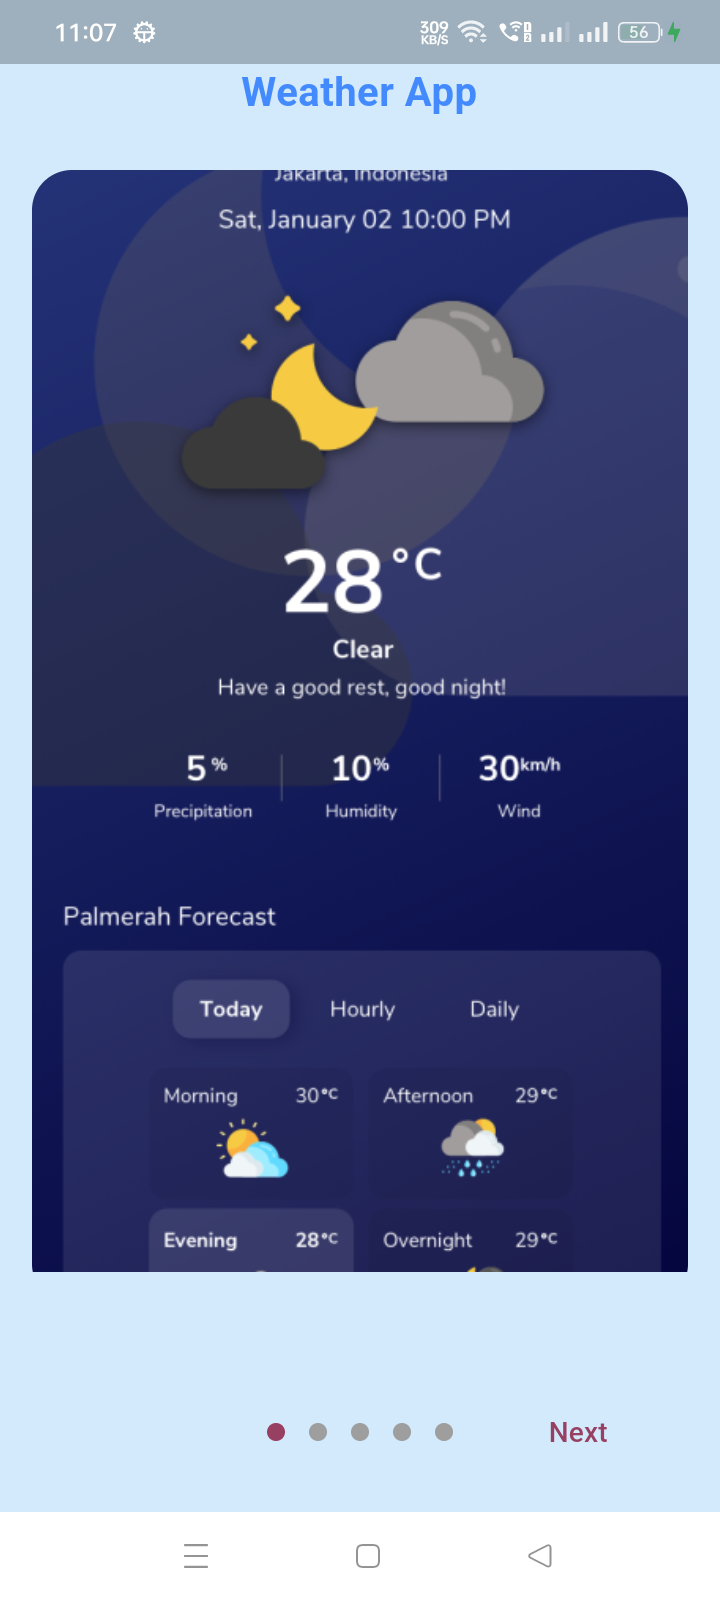 11:07 309 KB/S 1 2 56
Weather App
Jakarta, Indonesia
Sat, January 02 10:00 PM
28°C
Clear
Have a good rest, good night!
5% 10% 30km/h
Precipitation Humidity Wind
Palmerah Forecast
Today Hourly Daily
Morning 30°C Afternoon 29°C
Evening 28°C Overnight 29°C
Next